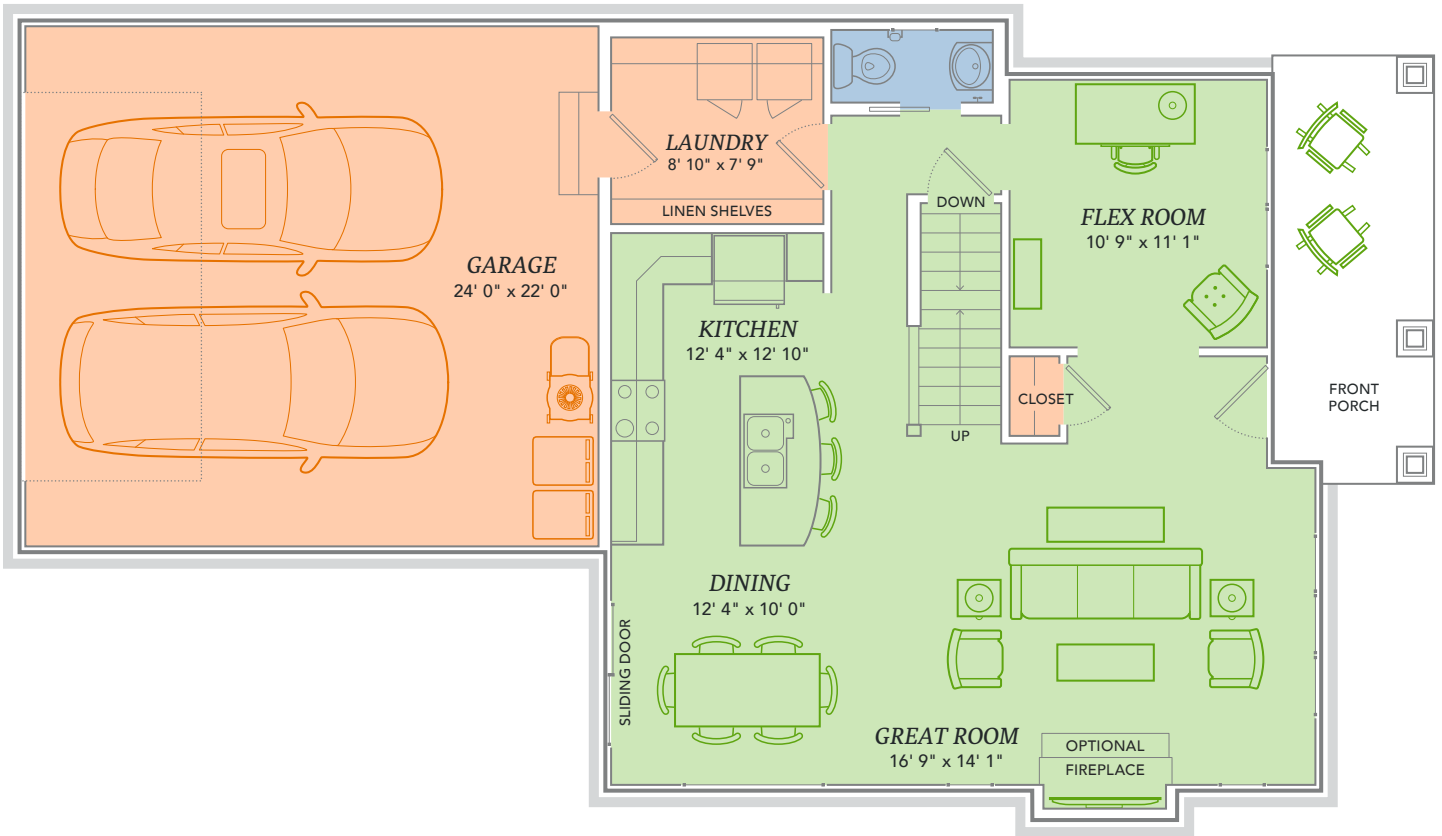 LAUNDRY
8' 10" x 7' 9"
LINEN SHELVES
DOWN
FLEX ROOM
10' 9" x 11' 1"
GARAGE
24' 0" x 22' 0"
KITCHEN
12' 4" x 12' 10"
CLOSET
UP
FRONT
PORCH
DINING
12' 4" x 10' 0"
SLIDING DOOR
GREAT ROOM
16' 9" x 14' 1"
OPTIONAL
FIREPLACE